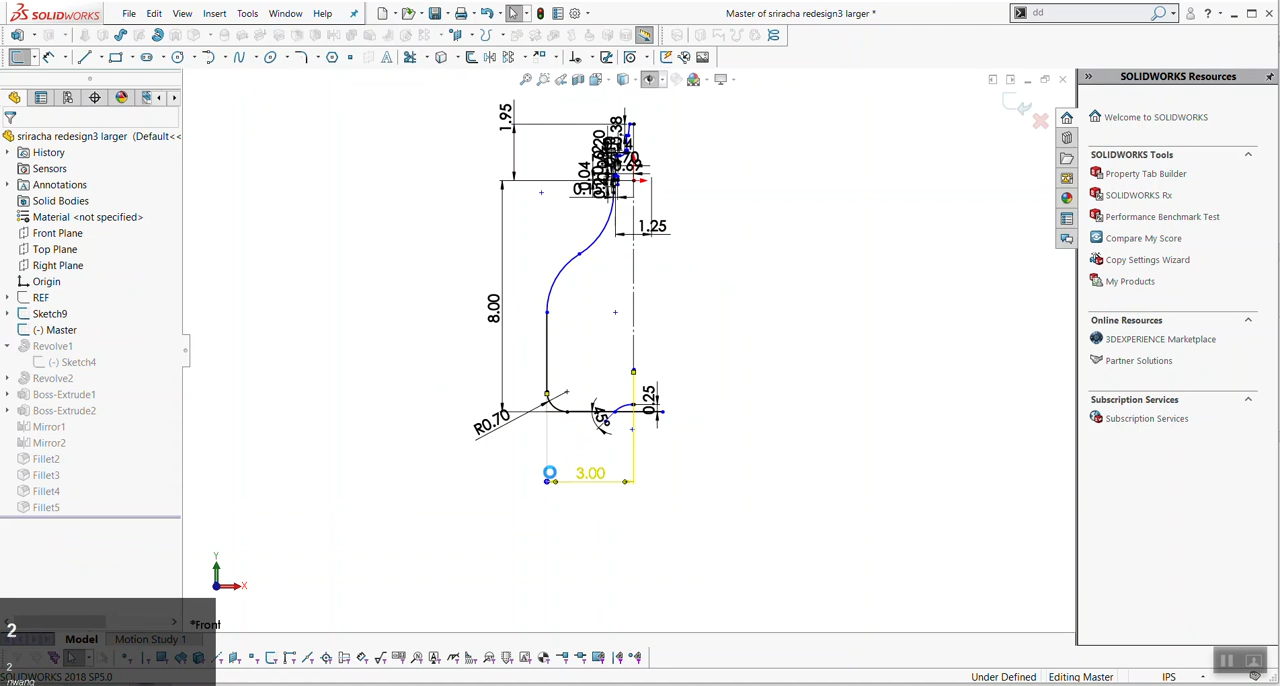 SOLIDWORKS File Edit View Insert Tools Window Help
Master of sriracha redesign3 larger *
dd
sriracha redesign3 larger (Default<<
History
Sensors
Annotations
Solid Bodies
Material <not specified>
Front Plane
Top Plane
Right Plane
Origin
REF
Sketch9
(-) Master
Revolve1
(-) Sketch4
Revolve2
Boss-Extrude1
Boss-Extrude2
Mirror1
Mirror2
Fillet2
Fillet3
Fillet4
Fillet5
1.95
1.25
8.00
0.25
R0.70
45°
3.00
Y
X
*Front
SOLIDWORKS Resources
Welcome to SOLIDWORKS
SOLIDWORKS Tools
Property Tab Builder
SOLIDWORKS Rx
Performance Benchmark Test
Compare My Score
Copy Settings Wizard
My Products
Online Resources
3DEXPERIENCE Marketplace
Partner Solutions
Subscription Services
Subscription Services
2
2
nwang
Model Motion Study 1
SOLIDWORKS 2018 SP5.0
Under Defined Editing Master IPS